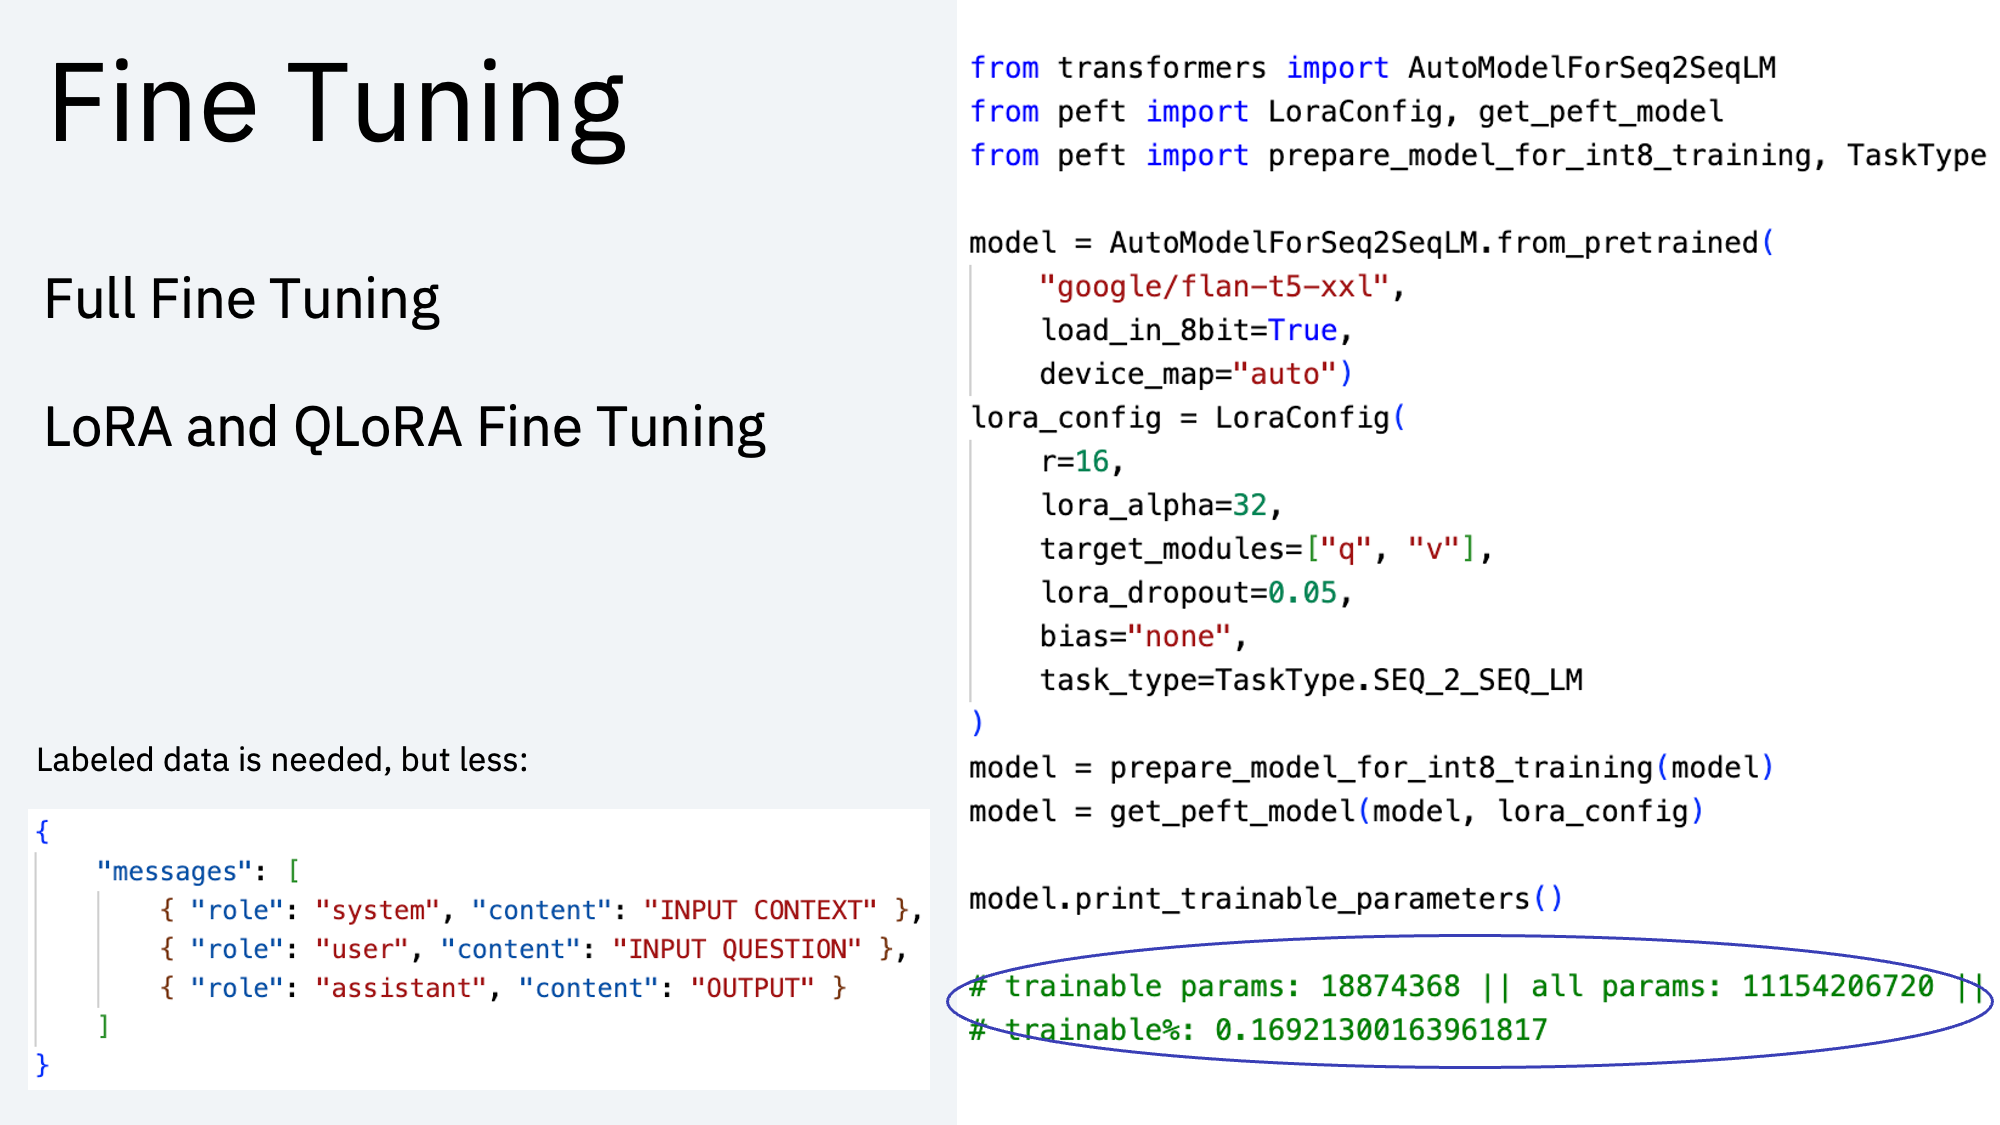 Fine Tuning
Full Fine Tuning
LoRA and QLoRA Fine Tuning
Labeled data is needed, but less:
{
    "messages": [
        { "role": "system", "content": "INPUT CONTEXT" },
        { "role": "user", "content": "INPUT QUESTION" },
        { "role": "assistant", "content": "OUTPUT" }
    ]
}
from transformers import AutoModelForSeq2SeqLM
from peft import LoraConfig, get_peft_model
from peft import prepare_model_for_int8_training, TaskType
model = AutoModelForSeq2SeqLM.from_pretrained(
    "google/flan-t5-xxl",
    load_in_8bit=True,
    device_map="auto")
lora_config = LoraConfig(
    r=16,
    lora_alpha=32,
    target_modules=["q", "v"],
    lora_dropout=0.05,
    bias="none",
    task_type=TaskType.SEQ_2_SEQ_LM
)
model = prepare_model_for_int8_training(model)
model = get_peft_model(model, lora_config)
model.print_trainable_parameters()
# trainable params: 18874368 || all params: 11154206720 ||
# trainable%: 0.16921300163961817